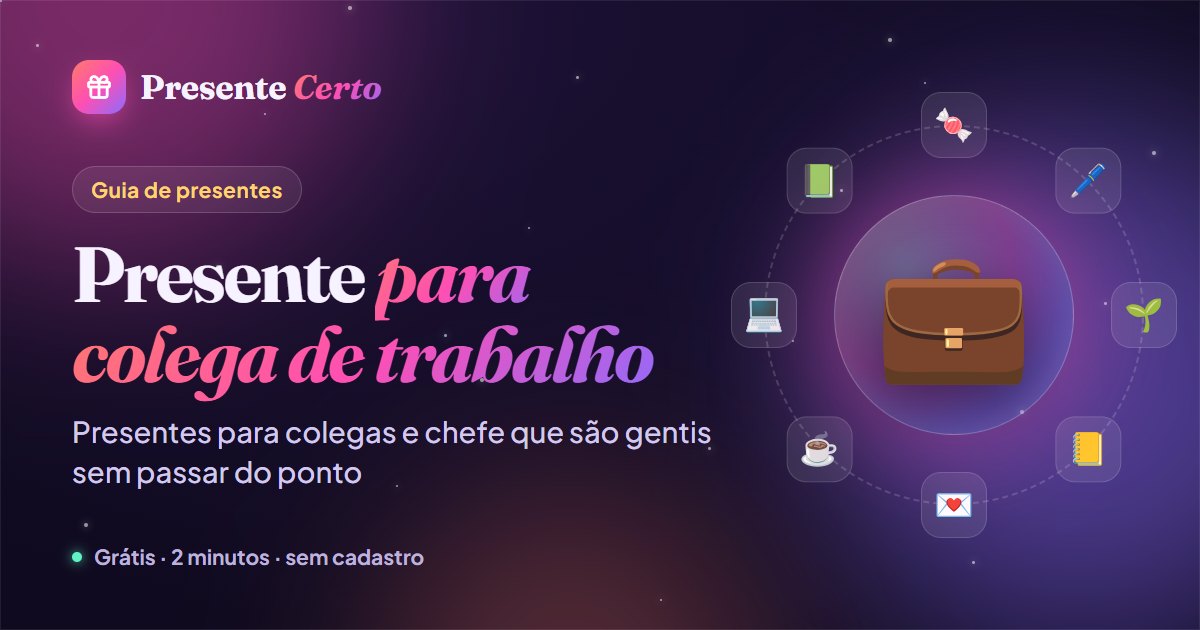 Presente Certo
Guia de presentes
Presente para
colega de trabalho
Presentes para colegas e chefe que são gentis
sem passar do ponto
Grátis · 2 minutos · sem cadastro